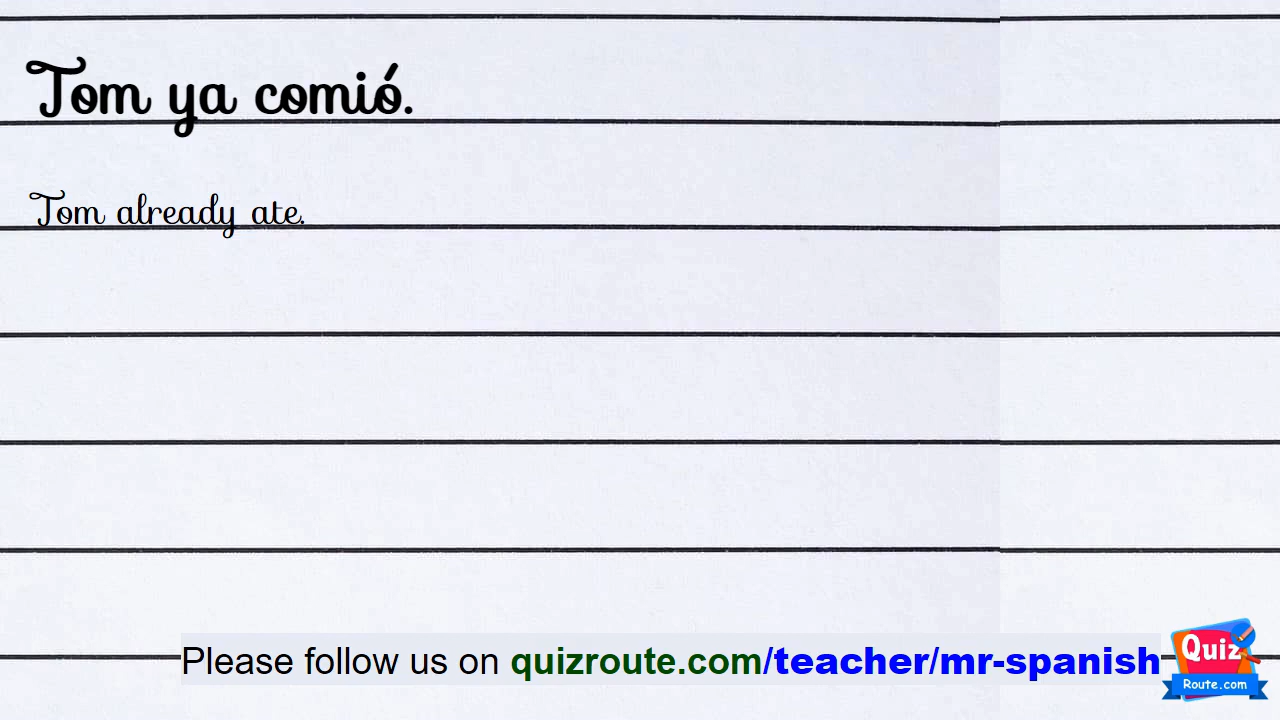 Tom ya comió.
Tom already ate.
Please follow us on quizroute.com/teacher/mr-spanish
Quiz
Route.com